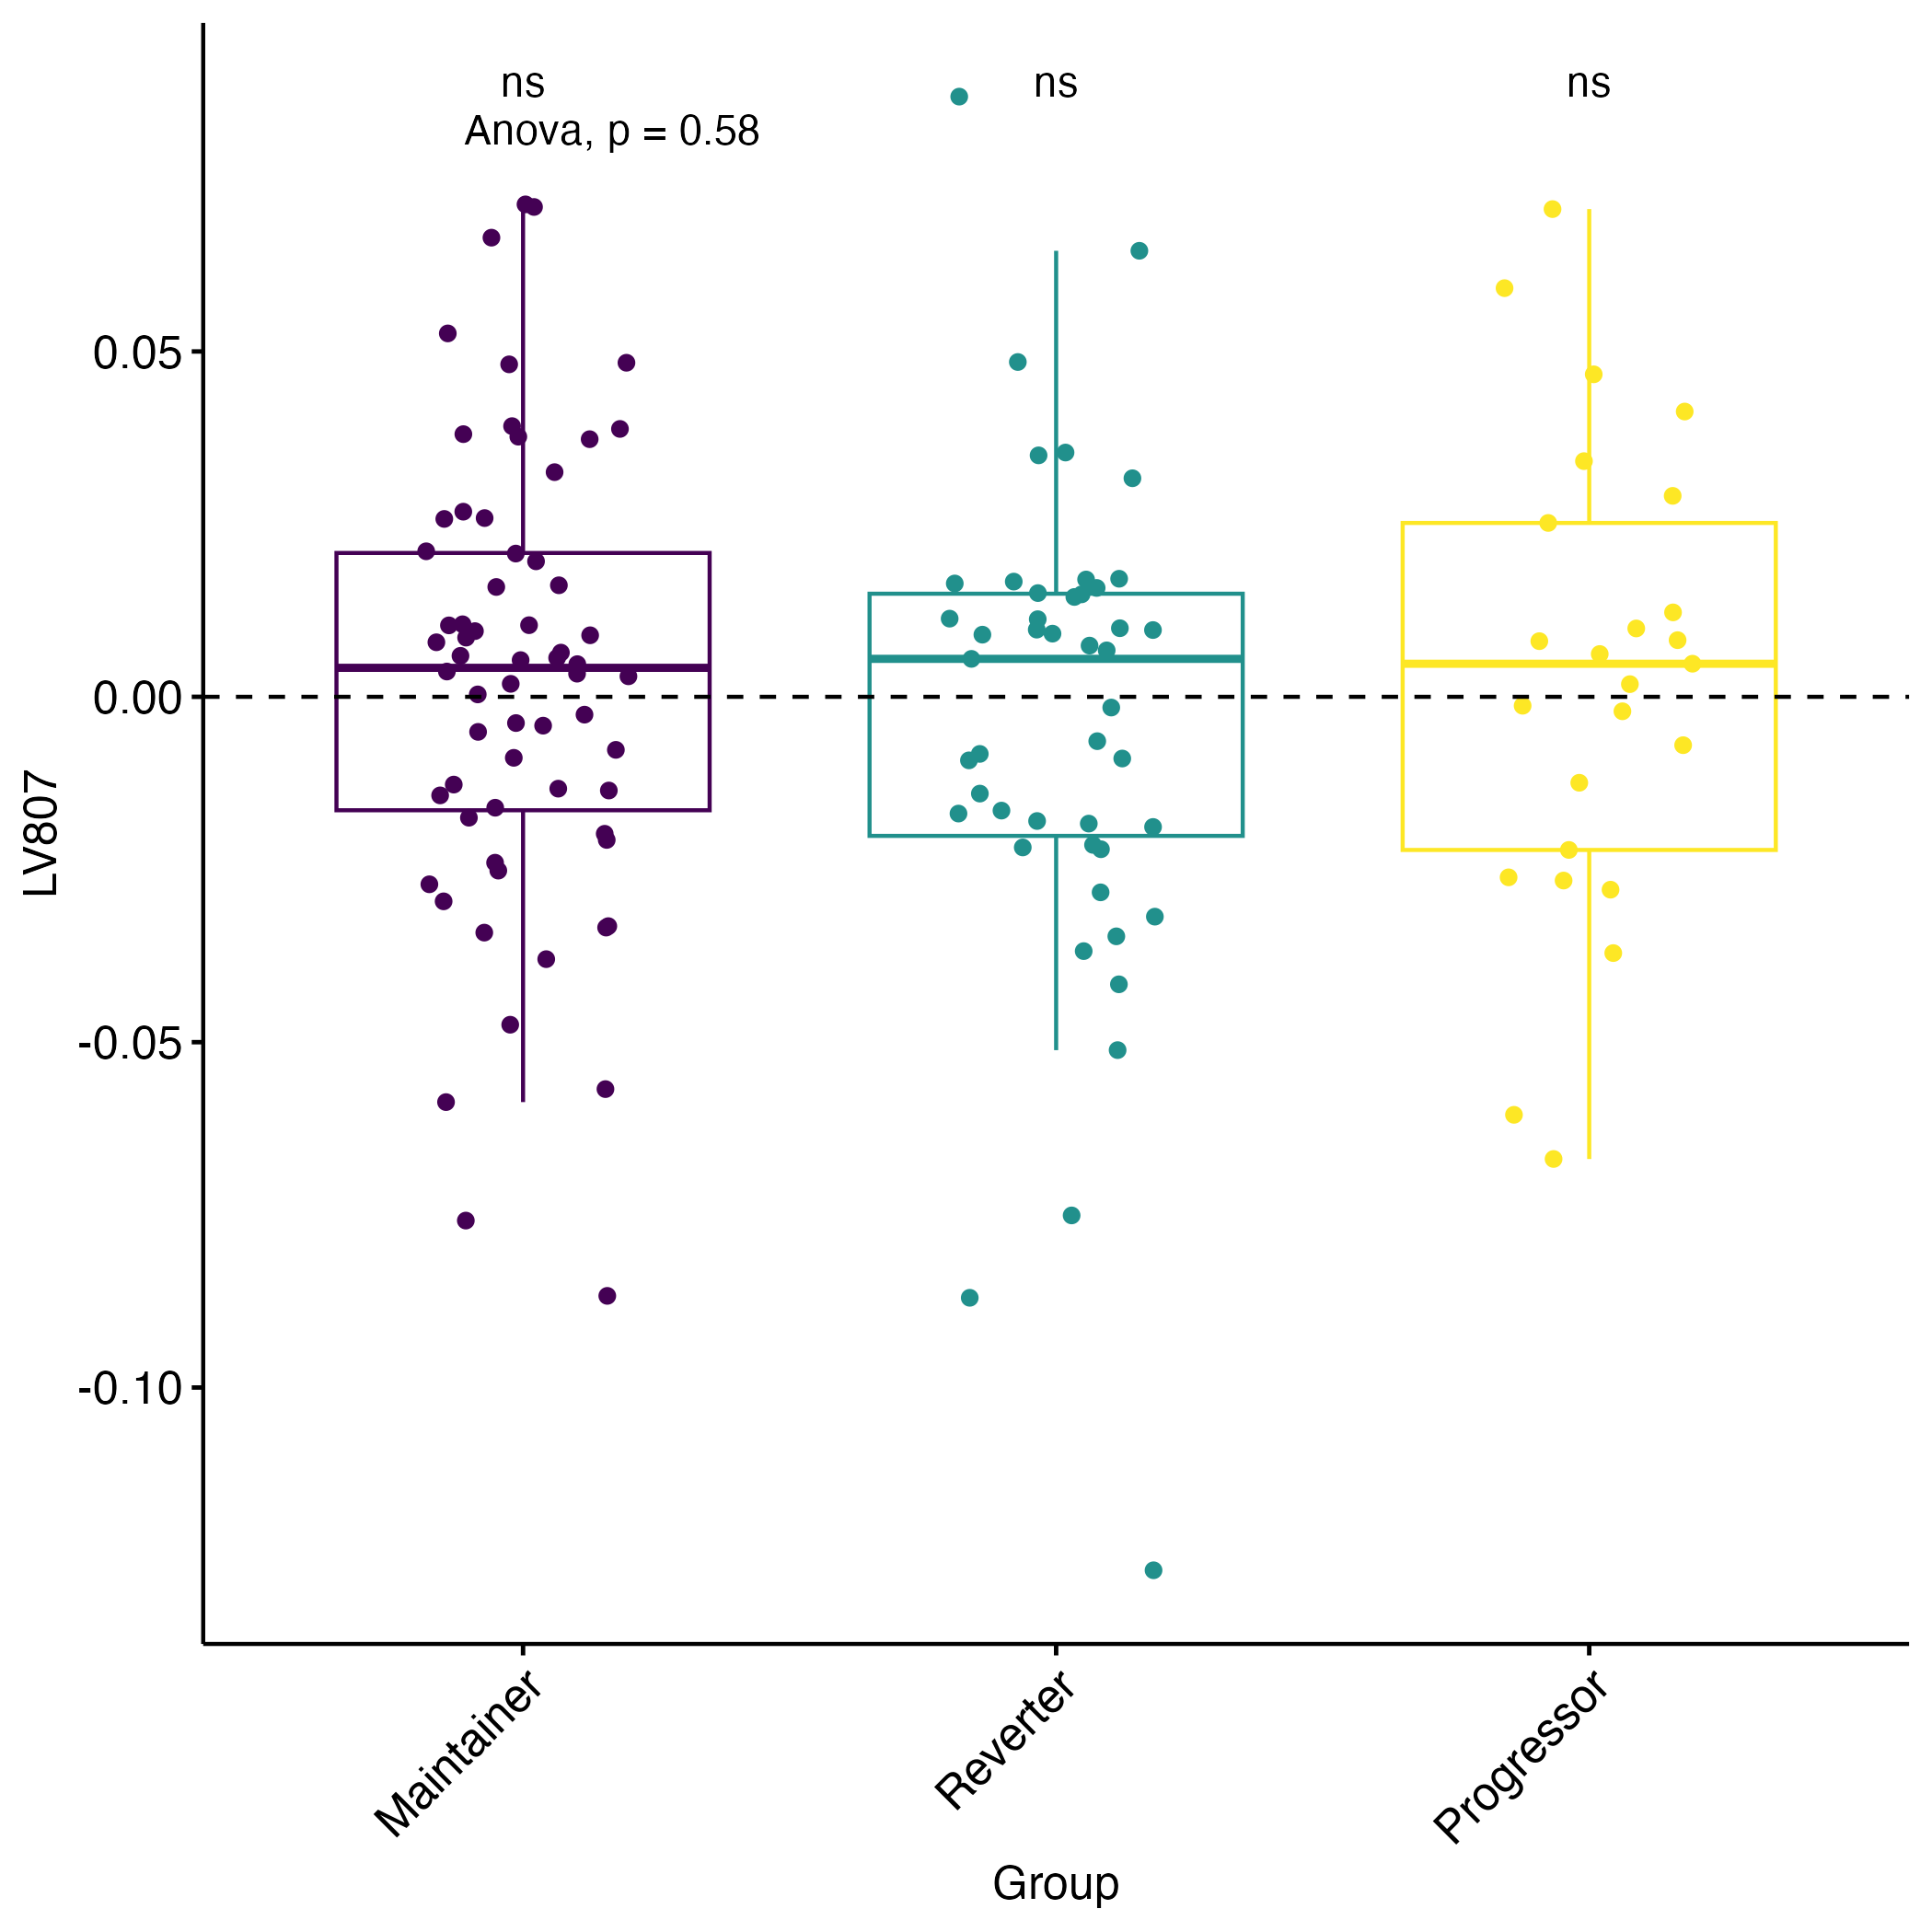 ns ns ns
Anova, p = 0.58
0.05
0.00
-0.05
-0.10
LV807
Maintainer
Reverter
Progressor
Group